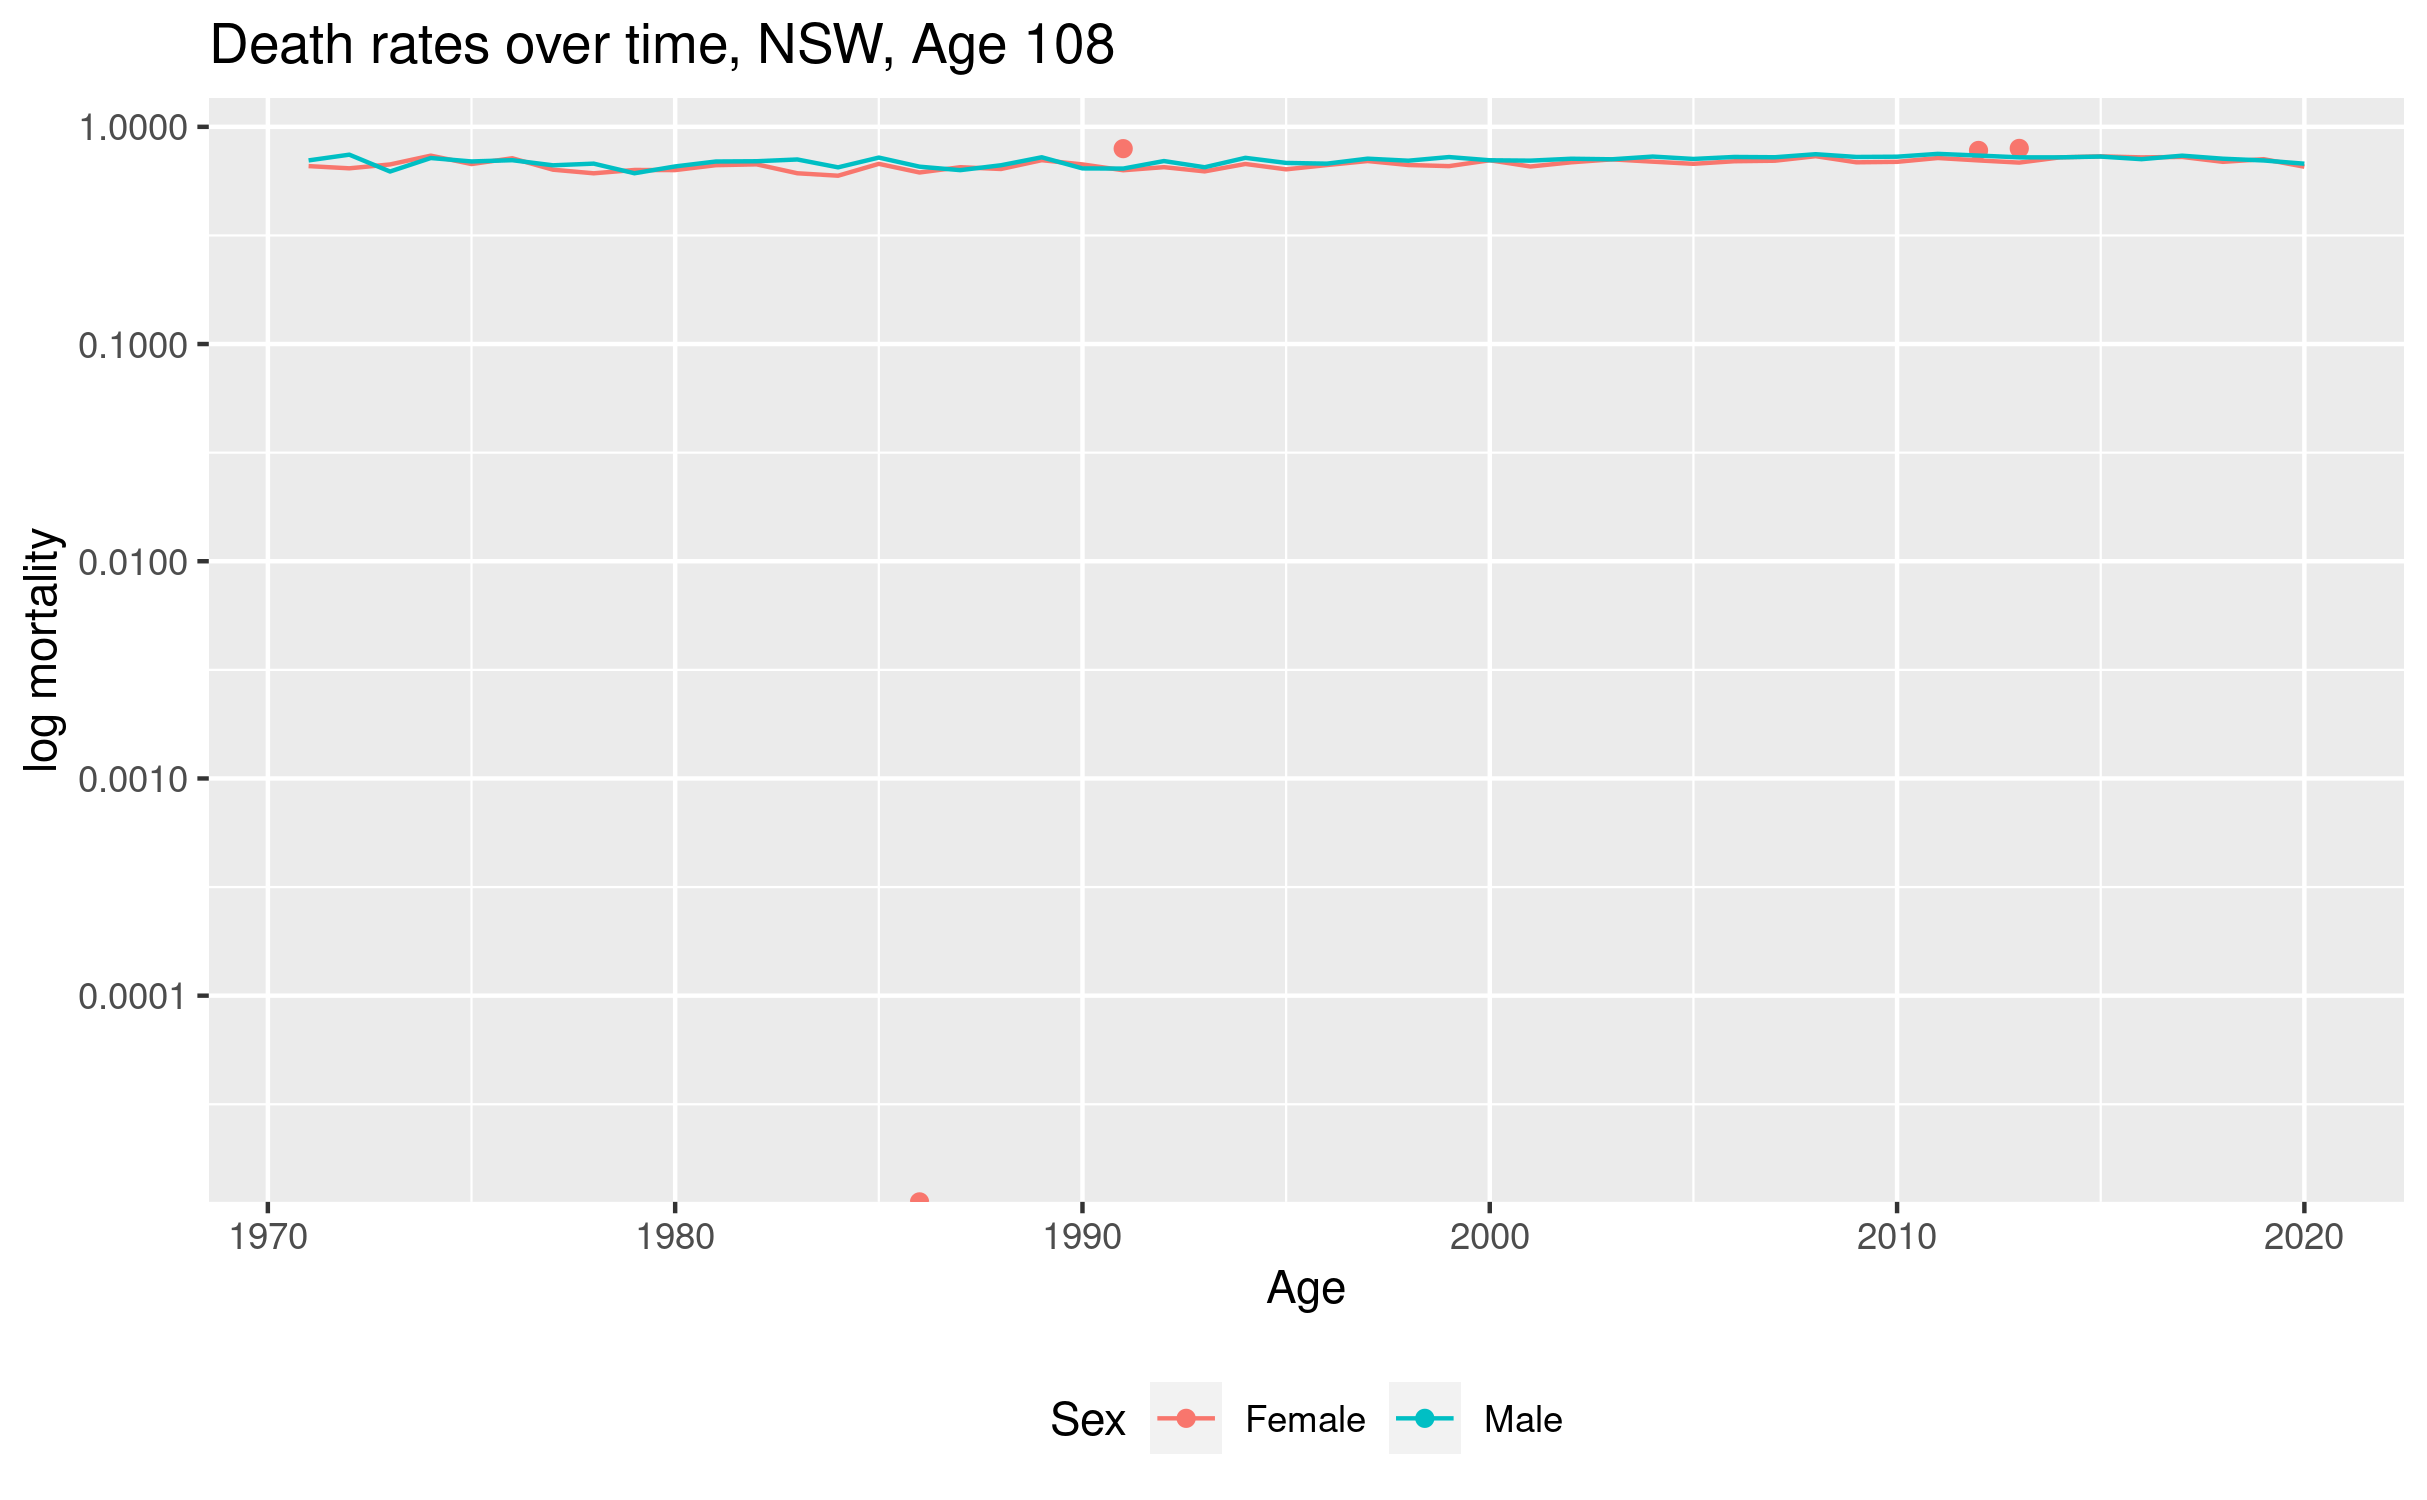 Death rates over time, NSW, Age 108
1.0000
0.1000
0.0100
0.0010
0.0001
log mortality
1970 1980 1990 2000 2010 2020
Age
Sex Female Male